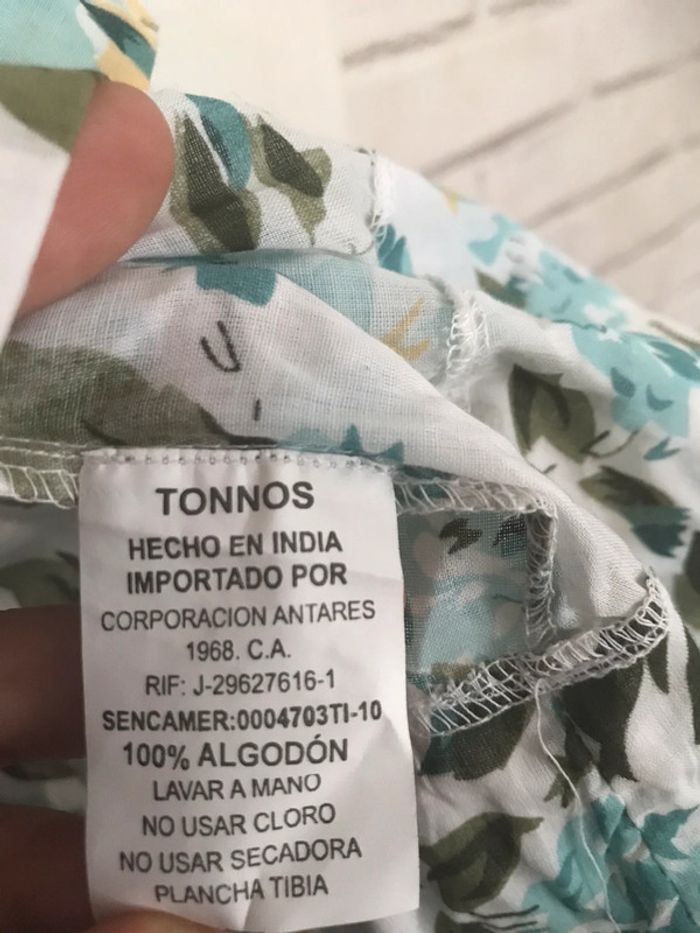 TONNOS
HECHO EN INDIA
IMPORTADO POR
CORPORACION ANTARES
1968. C.A.
RIF: J-29627616-1
SENCAMER:0004703TI-10
100% ALGODÓN
LAVAR A MANO
NO USAR CLORO
NO USAR SECADORA
PLANCHA TIBIA